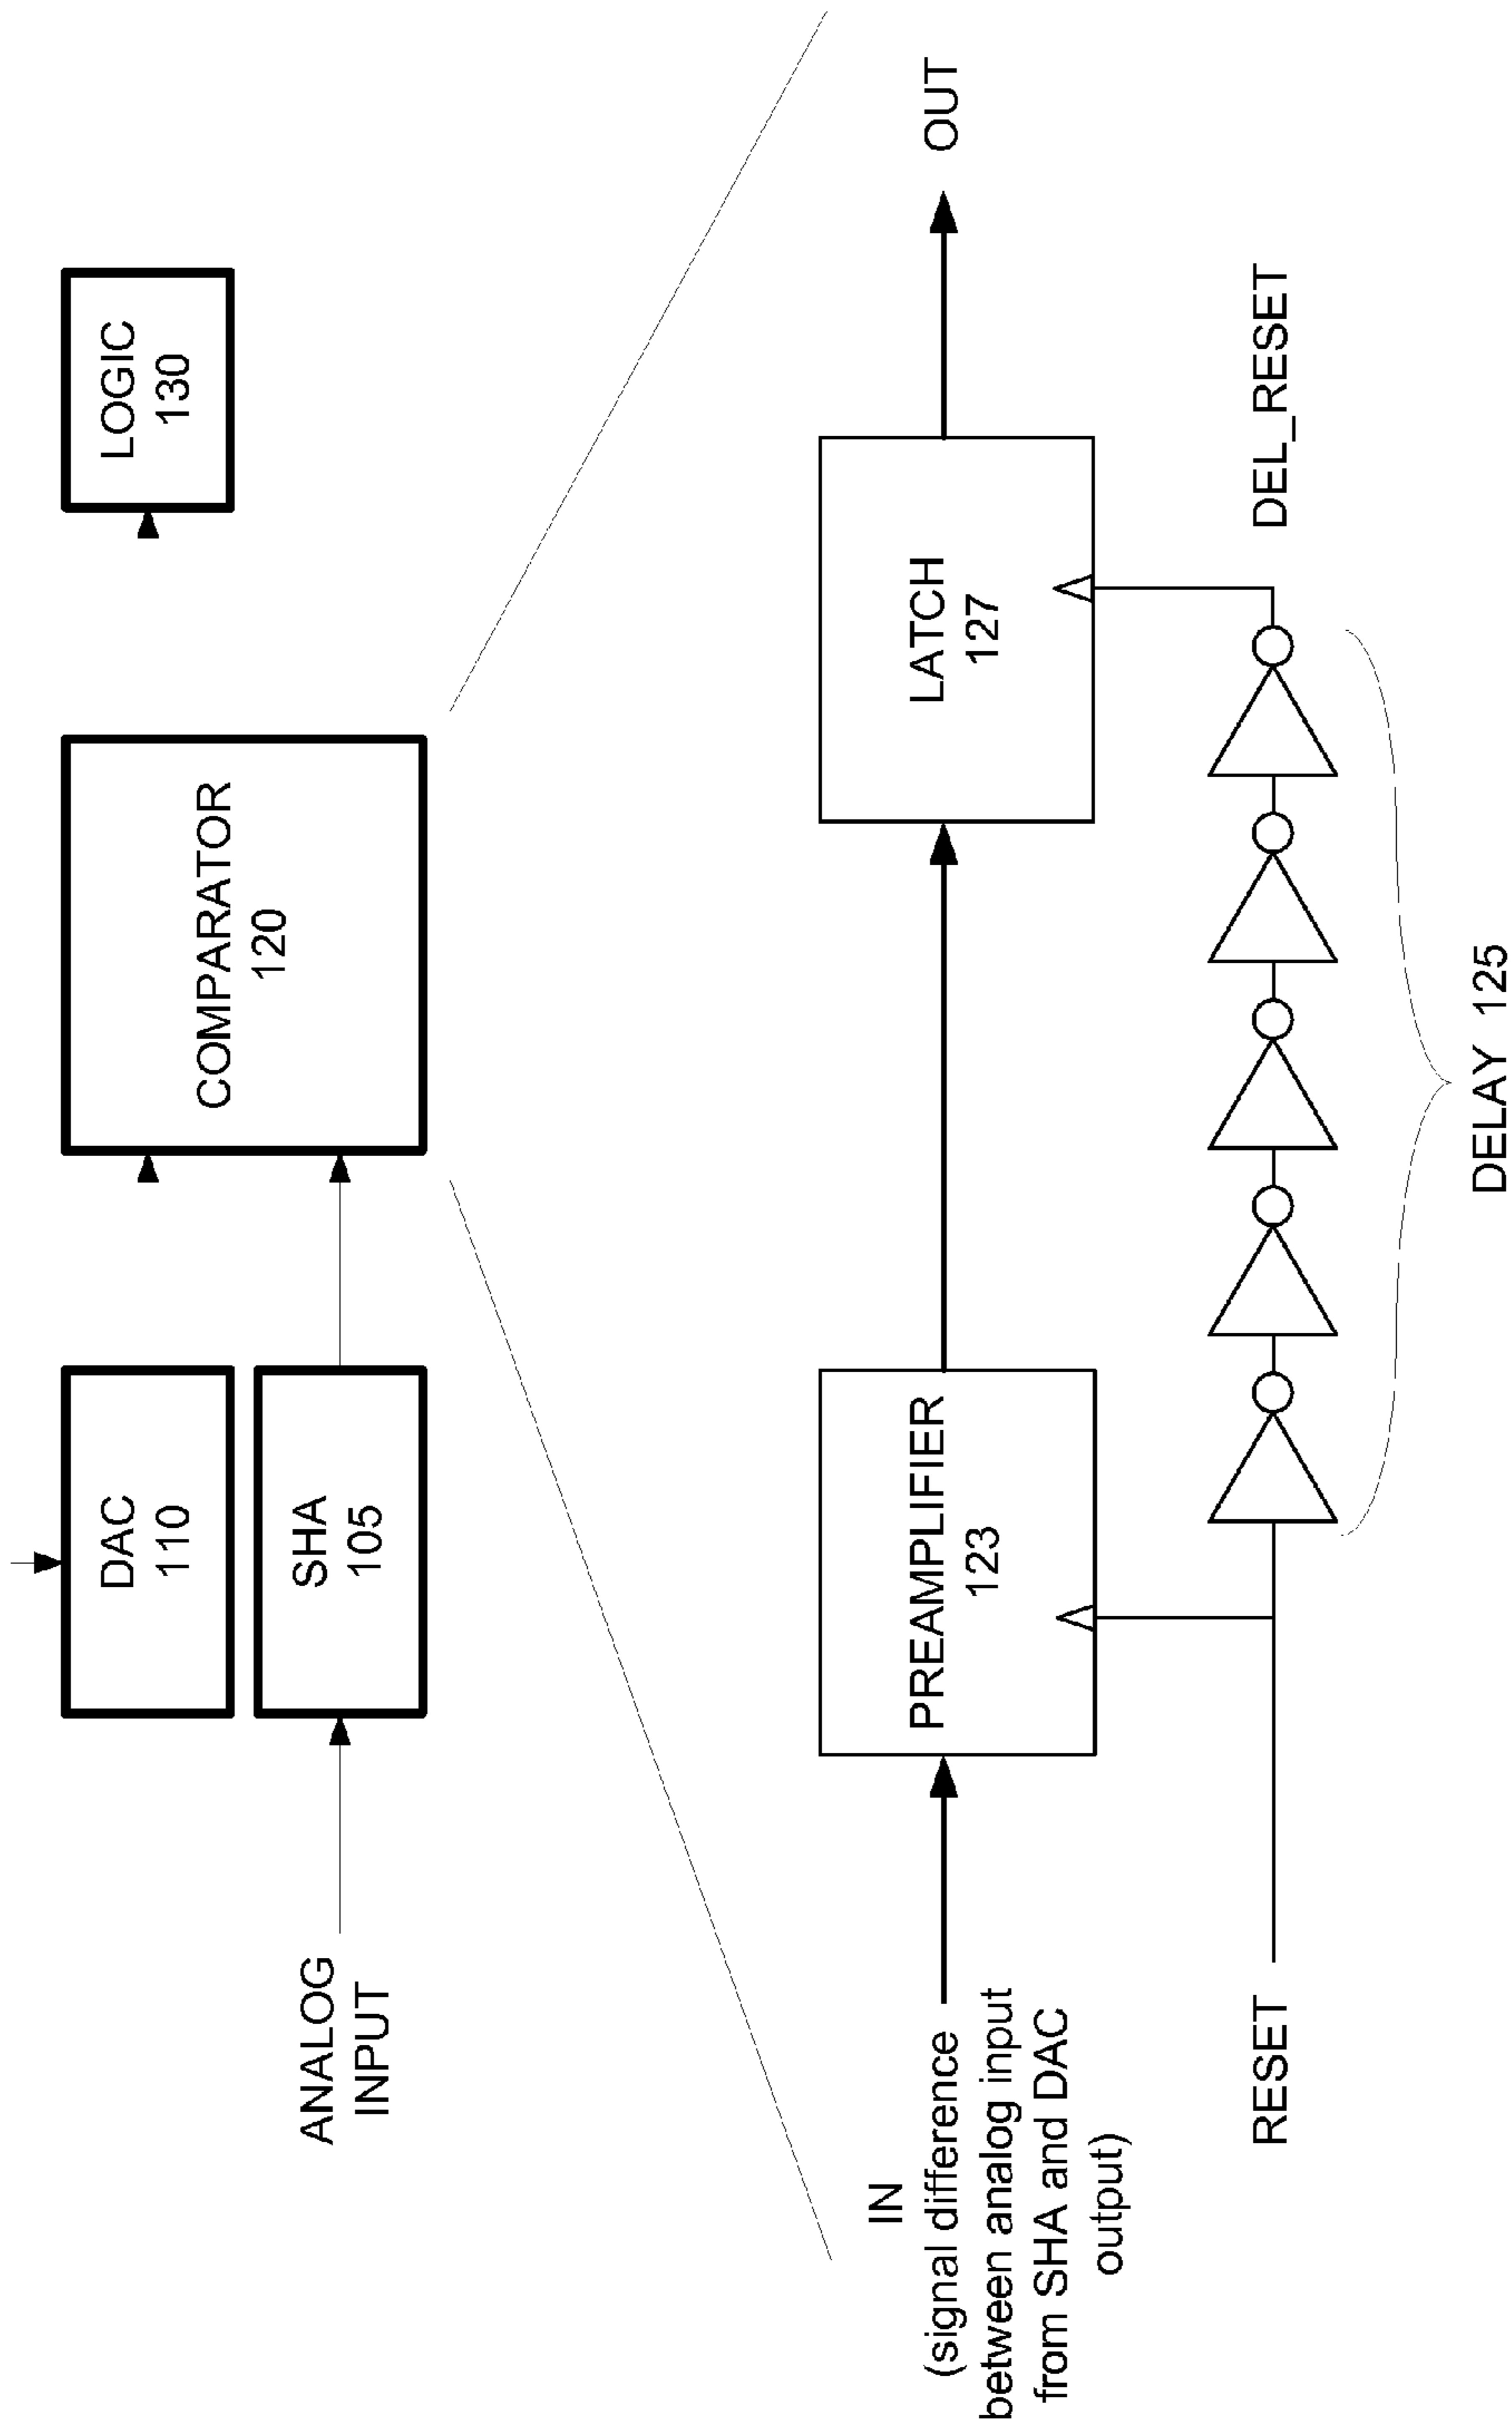 DAC
110
SHA
105
ANALOG
INPUT
COMPARATOR
120
LOGIC
130
IN
(signal difference
between analog input
from SHA and DAC
output)
PREAMPLIFIER
123
LATCH
127
OUT
RESET
DEL_RESET
DELAY 125